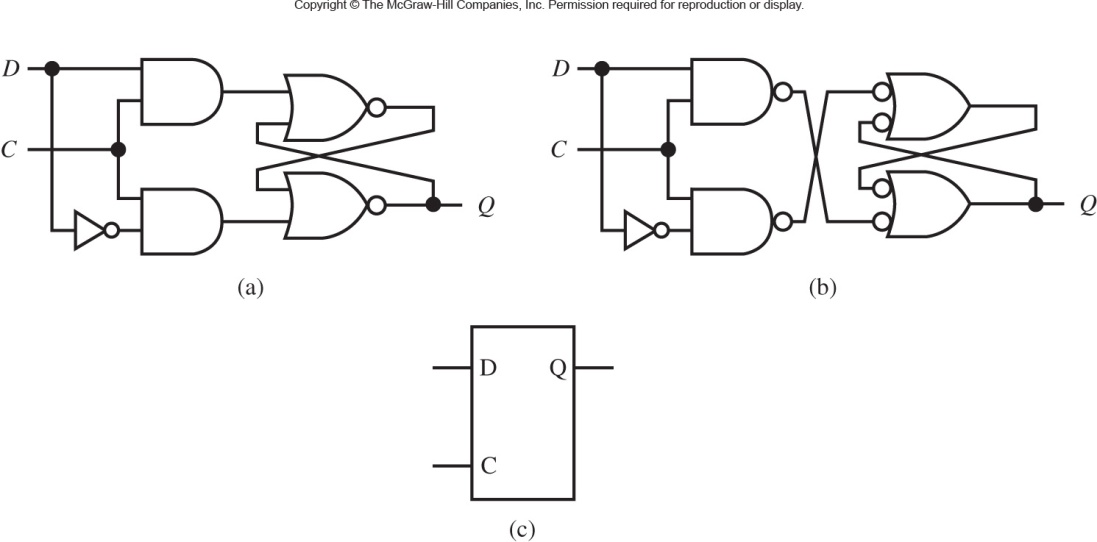 Copyright © The McGraw-Hill Companies, Inc. Permission required for reproduction or display.
D
C
Q
(a)
D
C
Q
(b)
D Q
C
(c)